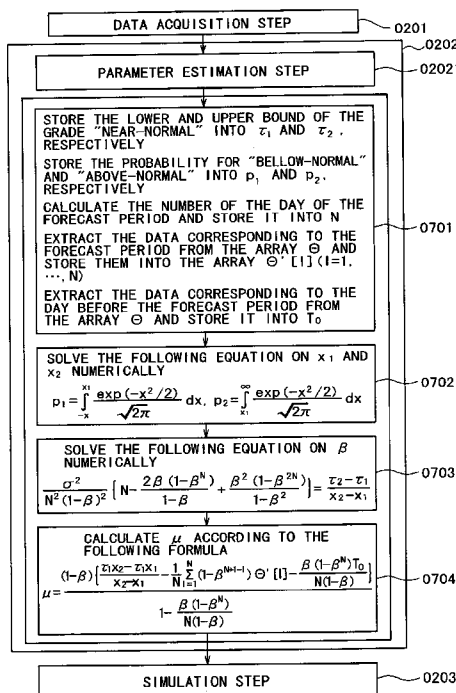 DATA ACQUISITION STEP
0201
0202
PARAMETER ESTIMATION STEP
02021
STORE THE LOWER AND UPPER BOUND OF THE
GRADE "NEAR-NORMAL" INTO τ₁ AND τ₂,
RESPECTIVELY
STORE THE PROBABILITY FOR "BELLOW-NORMAL"
AND "ABOVE-NORMAL" INTO p₁ AND p₂,
RESPECTIVELY
CALCULATE THE NUMBER OF THE DAY OF THE
FORECAST PERIOD AND STORE IT INTO N
EXTRACT THE DATA CORRESPONDING TO THE
FORECAST PERIOD FROM THE ARRAY Θ AND
STORE THEM INTO THE ARRAY Θ'[I](I=1,
…,N)
EXTRACT THE DATA CORRESPONDING TO THE
DAY BEFORE THE FORECAST PERIOD FROM
THE ARRAY Θ AND STORE IT INTO T₀
0701
SOLVE THE FOLLOWING EQUATION ON x₁ AND
x₂ NUMERICALLY
p₁=∫_{-x}^{x₁} exp(-x²/2)/√2π dx, p₂=∫_{x₁}^{∞} exp(-x²/2)/√2π dx
0702
SOLVE THE FOLLOWING EQUATION ON β
NUMERICALLY
σ²/N²(1-β)² {N- 2β(1-β^N)/1-β + β²(1-β^{2N})/1-β²}= τ₂-τ₁/x₂-x₁
0703
CALCULATE μ ACCORDING TO THE
FOLLOWING FORMULA
μ= (1-β){τ₁x₂-τ₁x₁/x₂-x₁ - 1/N Σ_{I=1}^{N} (1-β^{N+1-I})Θ'[I]- β(1-β^N)T₀/N(1-β)} / 1- β(1-β^N)/N(1-β)
0704
SIMULATION STEP
0203